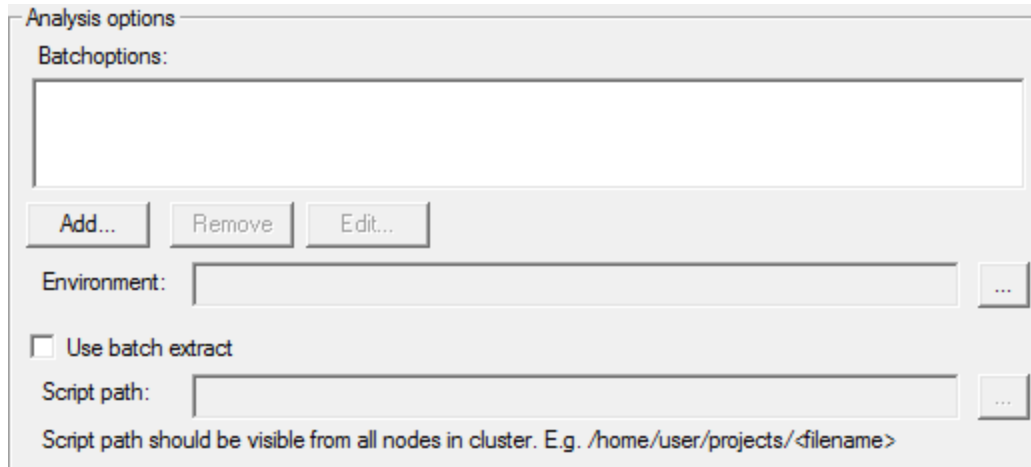 Analysis options
Batchoptions:
Add... Remove Edit...
Environment: ...
Use batch extract
Script path: ...
Script path should be visible from all nodes in cluster. E.g. /home/user/projects/<filename>